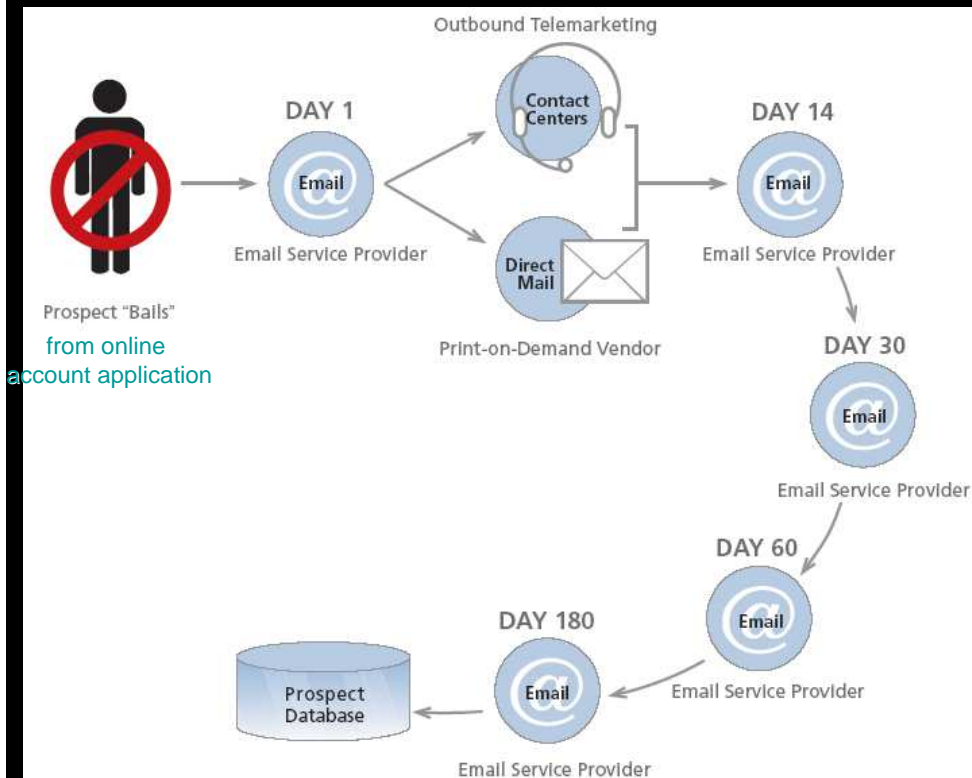 Outbound Telemarketing
DAY 1
Contact
Centers
DAY 14
Email
Email
Email Service Provider
Direct
Mail
Email Service Provider
Prospect “Bails”
from online
account application
Print-on-Demand Vendor
DAY 30
Email
Email Service Provider
DAY 60
Email
Email Service Provider
DAY 180
Email
Email Service Provider
Prospect
Database